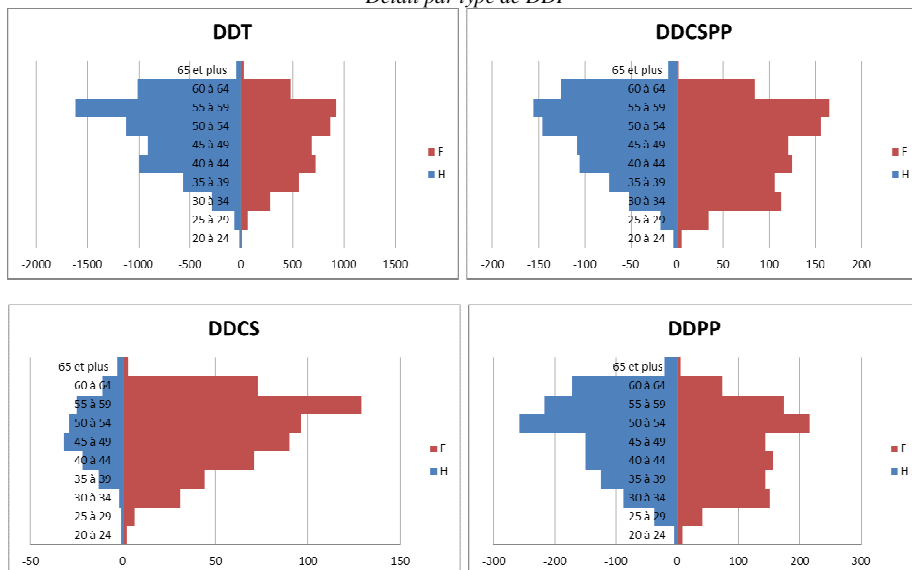 Détail par type de DDI
DDT
65 et plus
60 à 64
55 à 59
50 à 54
45 à 49
40 à 44
35 à 39
30 à 34
25 à 29
20 à 24
F
H
-2000 -1500 -1000 -500 0 500 1000 1500
DDCSPP
65 et plus
60 à 64
55 à 59
50 à 54
45 à 49
40 à 44
35 à 39
30 à 34
25 à 29
20 à 24
F
H
-200 -150 -100 -50 0 50 100 150 200
DDCS
65 et plus
60 à 64
55 à 59
50 à 54
45 à 49
40 à 44
35 à 39
30 à 34
25 à 29
20 à 24
F
H
-50 0 50 100 150
DDPP
65 et plus
60 à 64
55 à 59
50 à 54
45 à 49
40 à 44
35 à 39
30 à 34
25 à 29
20 à 24
F
H
-300 -200 -100 0 100 200 300